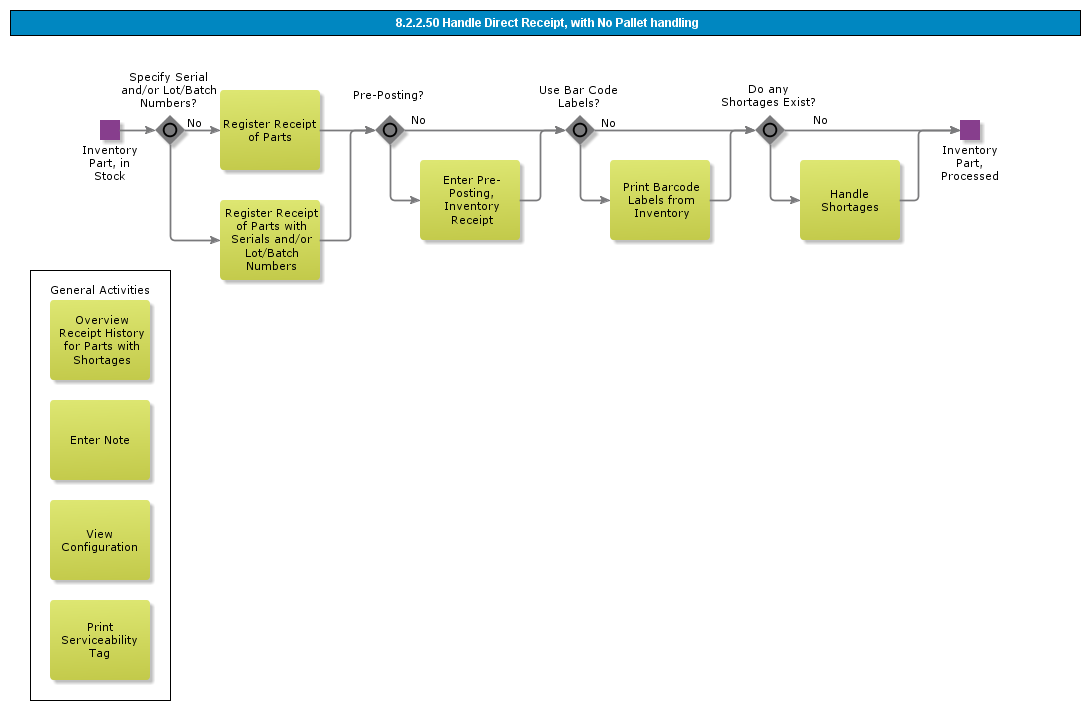 8.2.2.50 Handle Direct Receipt, with No Pallet handling
Specify Serial
and/or Lot/Batch
Numbers?
No
Inventory
Part, in
Stock
Register Receipt
of Parts
Register Receipt
of Parts with
Serials and/or
Lot/Batch
Numbers
Pre-Posting?
No
Enter Pre-
Posting,
Inventory
Receipt
Use Bar Code
Labels?
No
Print Barcode
Labels from
Inventory
Do any
Shortages Exist?
No
Handle
Shortages
Inventory
Part,
Processed
General Activities
Overview
Receipt History
for Parts with
Shortages
Enter Note
View
Configuration
Print
Serviceability
Tag